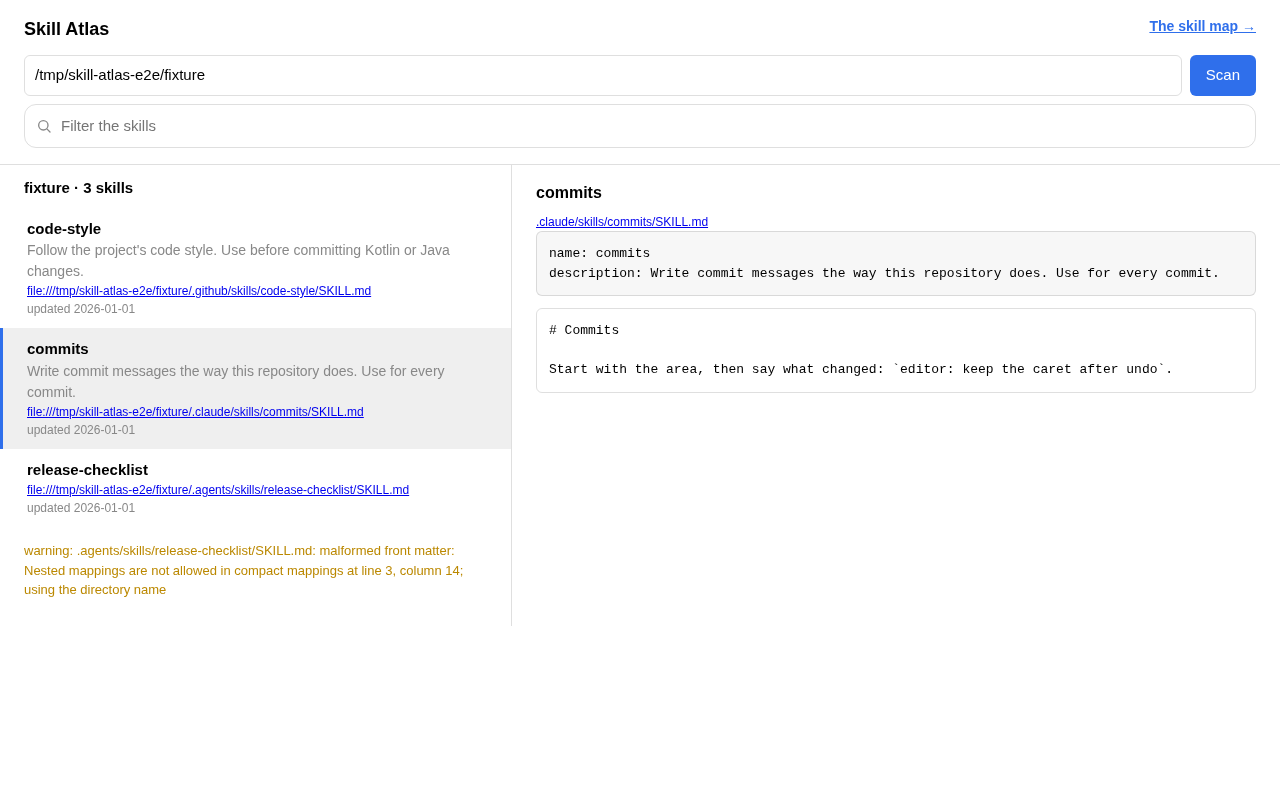 Skill Atlas
The skill map →
/tmp/skill-atlas-e2e/fixture
Scan
Filter the skills
fixture · 3 skills
code-style
Follow the project's code style. Use before committing Kotlin or Java
changes.
file:///tmp/skill-atlas-e2e/fixture/.github/skills/code-style/SKILL.md
updated 2026-01-01
commits
Write commit messages the way this repository does. Use for every
commit.
file:///tmp/skill-atlas-e2e/fixture/.claude/skills/commits/SKILL.md
updated 2026-01-01
release-checklist
file:///tmp/skill-atlas-e2e/fixture/.agents/skills/release-checklist/SKILL.md
updated 2026-01-01
warning: .agents/skills/release-checklist/SKILL.md: malformed front matter:
Nested mappings are not allowed in compact mappings at line 3, column 14;
using the directory name
commits
.claude/skills/commits/SKILL.md
name: commits
description: Write commit messages the way this repository does. Use for every commit.
# Commits
Start with the area, then say what changed: `editor: keep the caret after undo`.